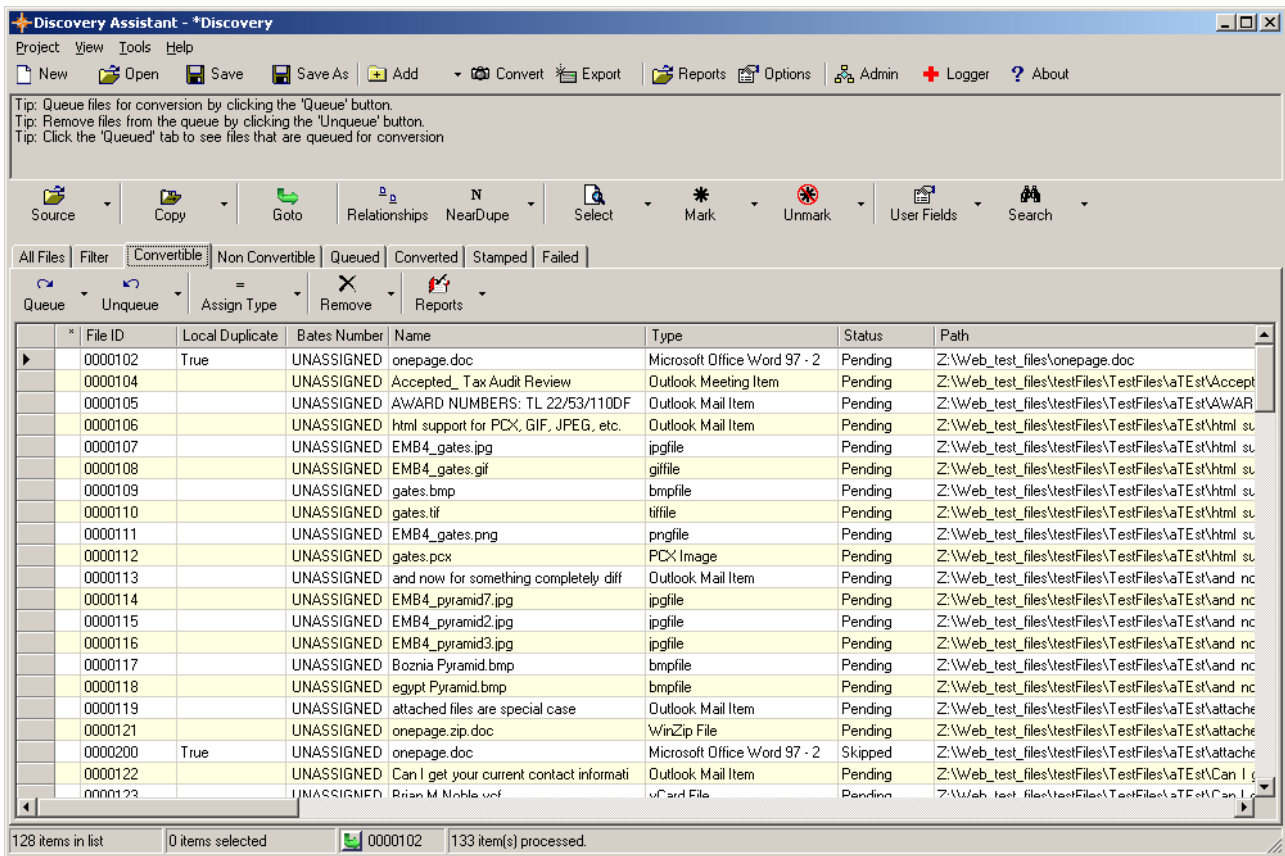 Discovery Assistant - *Discovery
Project View Tools Help
New Open Save Save As Add Convert Export Reports Options Admin Logger ? About
Tip: Queue files for conversion by clicking the 'Queue' button.
Tip: Remove files from the queue by clicking the 'Unqueue' button.
Tip: Click the 'Queued' tab to see files that are queued for conversion
Source Copy Goto Relationships NearDupe Select Mark Unmark User Fields Search
All Files Filter Convertible Non Convertible Queued Converted Stamped Failed
Queue Unqueue Assign Type Remove Reports
* File ID Local Duplicate Bates Number Name Type Status Path
0000102 True UNASSIGNED onepage.doc Microsoft Office Word 97 - 2 Pending Z:\Web_test_files\onepage.doc
0000104 UNASSIGNED Accepted_ Tax Audit Review Outlook Meeting Item Pending Z:\Web_test_files\testFiles\TestFiles\aTEst\Accept
0000105 UNASSIGNED AWARD NUMBERS: TL 22/53/110DF Outlook Mail Item Pending Z:\Web_test_files\testFiles\TestFiles\aTEst\AWAR
0000106 UNASSIGNED html support for PCX, GIF, JPEG, etc. Outlook Mail Item Pending Z:\Web_test_files\testFiles\TestFiles\aTEst\html su
0000107 UNASSIGNED EMB4_gates.jpg jpgfile Pending Z:\Web_test_files\testFiles\TestFiles\aTEst\html su
0000108 UNASSIGNED EMB4_gates.gif giffile Pending Z:\Web_test_files\testFiles\TestFiles\aTEst\html su
0000109 UNASSIGNED gates.bmp bmpfile Pending Z:\Web_test_files\testFiles\TestFiles\aTEst\html su
0000110 UNASSIGNED gates.tif tiffile Pending Z:\Web_test_files\testFiles\TestFiles\aTEst\html su
0000111 UNASSIGNED EMB4_gates.png pngfile Pending Z:\Web_test_files\testFiles\TestFiles\aTEst\html su
0000112 UNASSIGNED gates.pcx PCX Image Pending Z:\Web_test_files\testFiles\TestFiles\aTEst\html su
0000113 UNASSIGNED and now for something completely diff Outlook Mail Item Pending Z:\Web_test_files\testFiles\TestFiles\aTEst\and no
0000114 UNASSIGNED EMB4_pyramid7.jpg jpgfile Pending Z:\Web_test_files\testFiles\TestFiles\aTEst\and no
0000115 UNASSIGNED EMB4_pyramid2.jpg jpgfile Pending Z:\Web_test_files\testFiles\TestFiles\aTEst\and no
0000116 UNASSIGNED EMB4_pyramid3.jpg jpgfile Pending Z:\Web_test_files\testFiles\TestFiles\aTEst\and no
0000117 UNASSIGNED Boznia Pyramid.bmp bmpfile Pending Z:\Web_test_files\testFiles\TestFiles\aTEst\and no
0000118 UNASSIGNED egypt Pyramid.bmp bmpfile Pending Z:\Web_test_files\testFiles\TestFiles\aTEst\and no
0000119 UNASSIGNED attached files are special case Outlook Mail Item Pending Z:\Web_test_files\testFiles\TestFiles\aTEst\attache
0000121 UNASSIGNED onepage.zip.doc WinZip File Pending Z:\Web_test_files\testFiles\TestFiles\aTEst\attache
0000200 True UNASSIGNED onepage.doc Microsoft Office Word 97 - 2 Skipped Z:\Web_test_files\testFiles\TestFiles\aTEst\attache
0000122 UNASSIGNED Can I get your current contact informati Outlook Mail Item Pending Z:\Web_test_files\testFiles\TestFiles\aTEst\Can I g
0000123 UNASSIGNED Brian M Noble.vcf vCard File Pending Z:\Web_test_files\testFiles\TestFiles\aTEst\Can I g
128 items in list 0 items selected 0000102 133 item(s) processed.